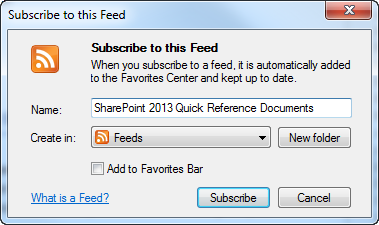 Subscribe to this Feed
Subscribe to this Feed
When you subscribe to a feed, it is automatically added
to the Favorites Center and kept up to date.
Name: SharePoint 2013 Quick Reference Documents
Create in: Feeds New folder
Add to Favorites Bar
What is a Feed? Subscribe Cancel